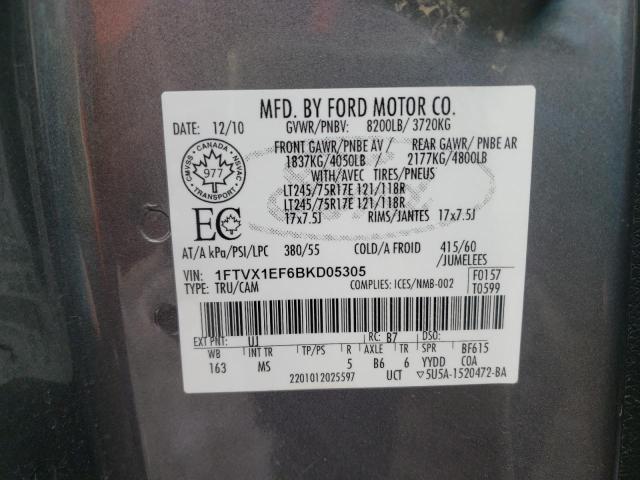 MFD. BY FORD MOTOR CO.
DATE: 12/10 GVWR/PNBV: 8200LB/ 3720KG
FRONT GAWR/PNBE AV / REAR GAWR/ PNBE AR
1837KG/4050LB / 2177KG/4800LB
WITH/AVEC TIRES/PNEUS
LT245/75R17E 121/118R
LT245/75R17E 121/118R
17x7.5J RIMS/JANTES 17x7.5J
CMVSS • CANADA • NSVAC
977
TRANSPORT
EC
AT/A kPa/PSI/LPC 380/55 COLD/A FROID 415/60
/JUMELEES
VIN: 1FTVX1EF6BKD05305
TYPE: TRU/CAM COMPLIES: ICES/NMB-002
F0157
T0599
EXT PNT: UJ RC: B7 DSO:
WB INT TR TP/PS R AXLE TR SPR BF615
163 MS 5 B6 6 YYDD COA
2201012025597 UCT ▽5U5A-1520472-BA